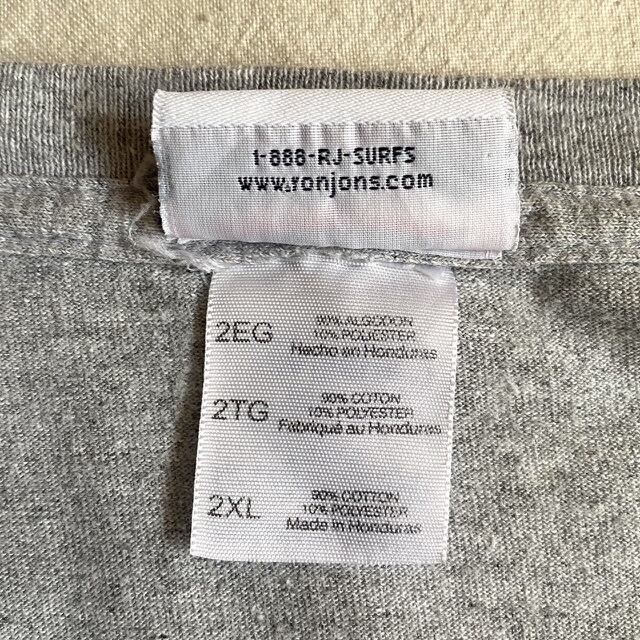 1-888-RJ-SURFS
www.ronjons.com
2EG
90% ALGODON
10% POLIESTER
Hecho en Honduras
2TG
90% COTON
10% POLYESTER
Fabriqué au Honduras
2XL
90% COTTON
10% POLYESTER
Made in Honduras